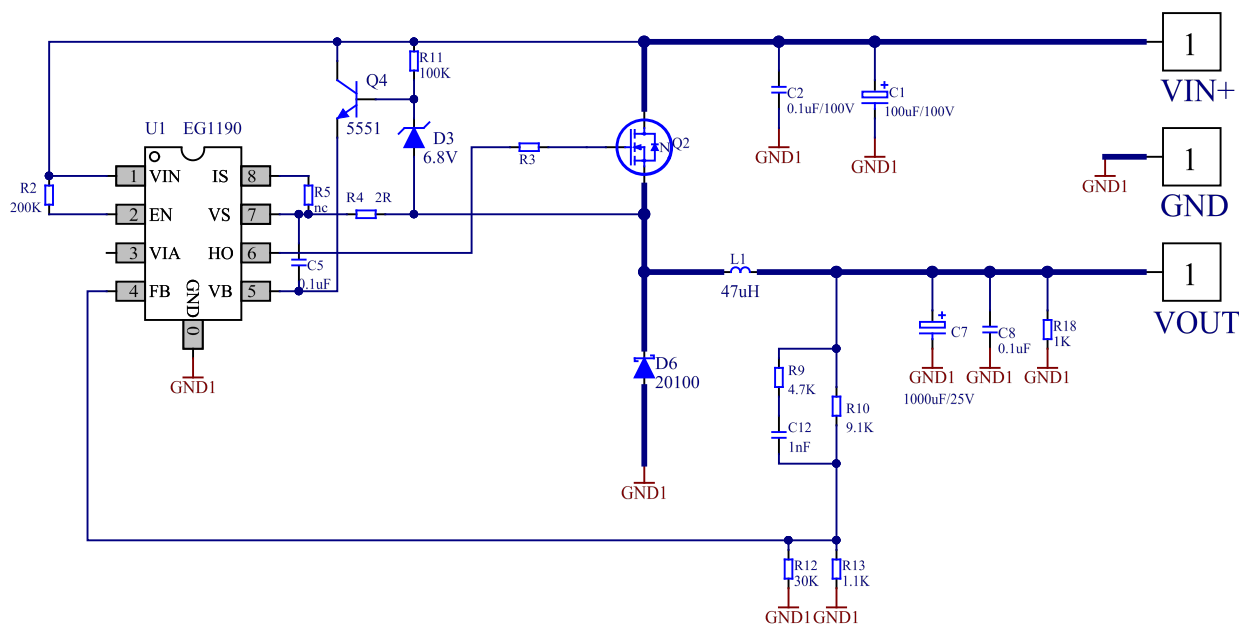 1
VIN+
1
GND
1
VOUT
GND1
R11
100K
Q4
5551
D3
6.8V
C2
0.1uF/100V
GND1
C1
100uF/100V
GND1
U1 EG1190
1 VIN IS 8
2 EN VS 7
3 VIA HO 6
4 FB VB 5
GND
0
GND1
R2
200K
R5
nc
R4 2R
C5
0.1uF
R3
N
Q2
L1
47uH
D6
20100
GND1
R9
4.7K
C12
1nF
R10
9.1K
C7
GND1
1000uF/25V
C8
0.1uF
GND1
R18
1K
GND1
R12
30K
GND1
R13
1.1K
GND1